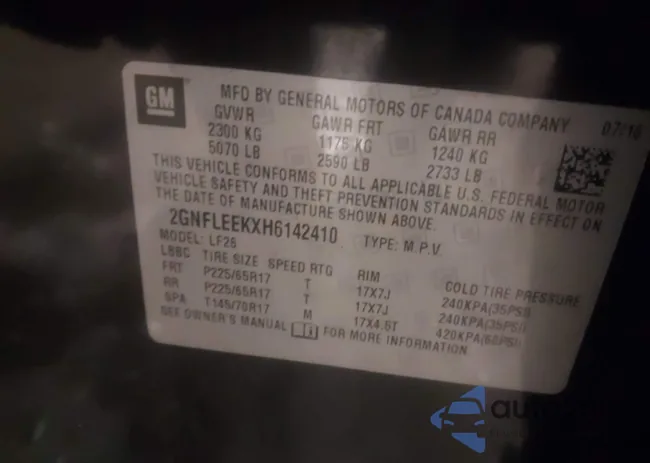 GM
MFD BY GENERAL MOTORS OF CANADA COMPANY
GVWR GAWR FRT GAWR RR
2300 KG 1175 KG 1240 KG
5070 LB 2590 LB 2733 LB
THIS VEHICLE CONFORMS TO ALL APPLICABLE U.S. FEDERAL MOTOR
VEHICLE SAFETY AND THEFT PREVENTION STANDARDS IN EFFECT ON
THE DATE OF MANUFACTURE SHOWN ABOVE.
2GNFLEEKXH6142410 TYPE: M.P.V.
MODEL: LF26
TIRE SIZE SPEED RTG RIM COLD TIRE PRESSURE
FRT P225/65R17 T 17X7J 240KPA(35PSI)
RR P225/65R17 T 17X7J 240KPA(35PSI)
SPA T145/70R17 M 17X4.5T 420KPA(60PSI)
SEE OWNER'S MANUAL FOR MORE INFORMATION